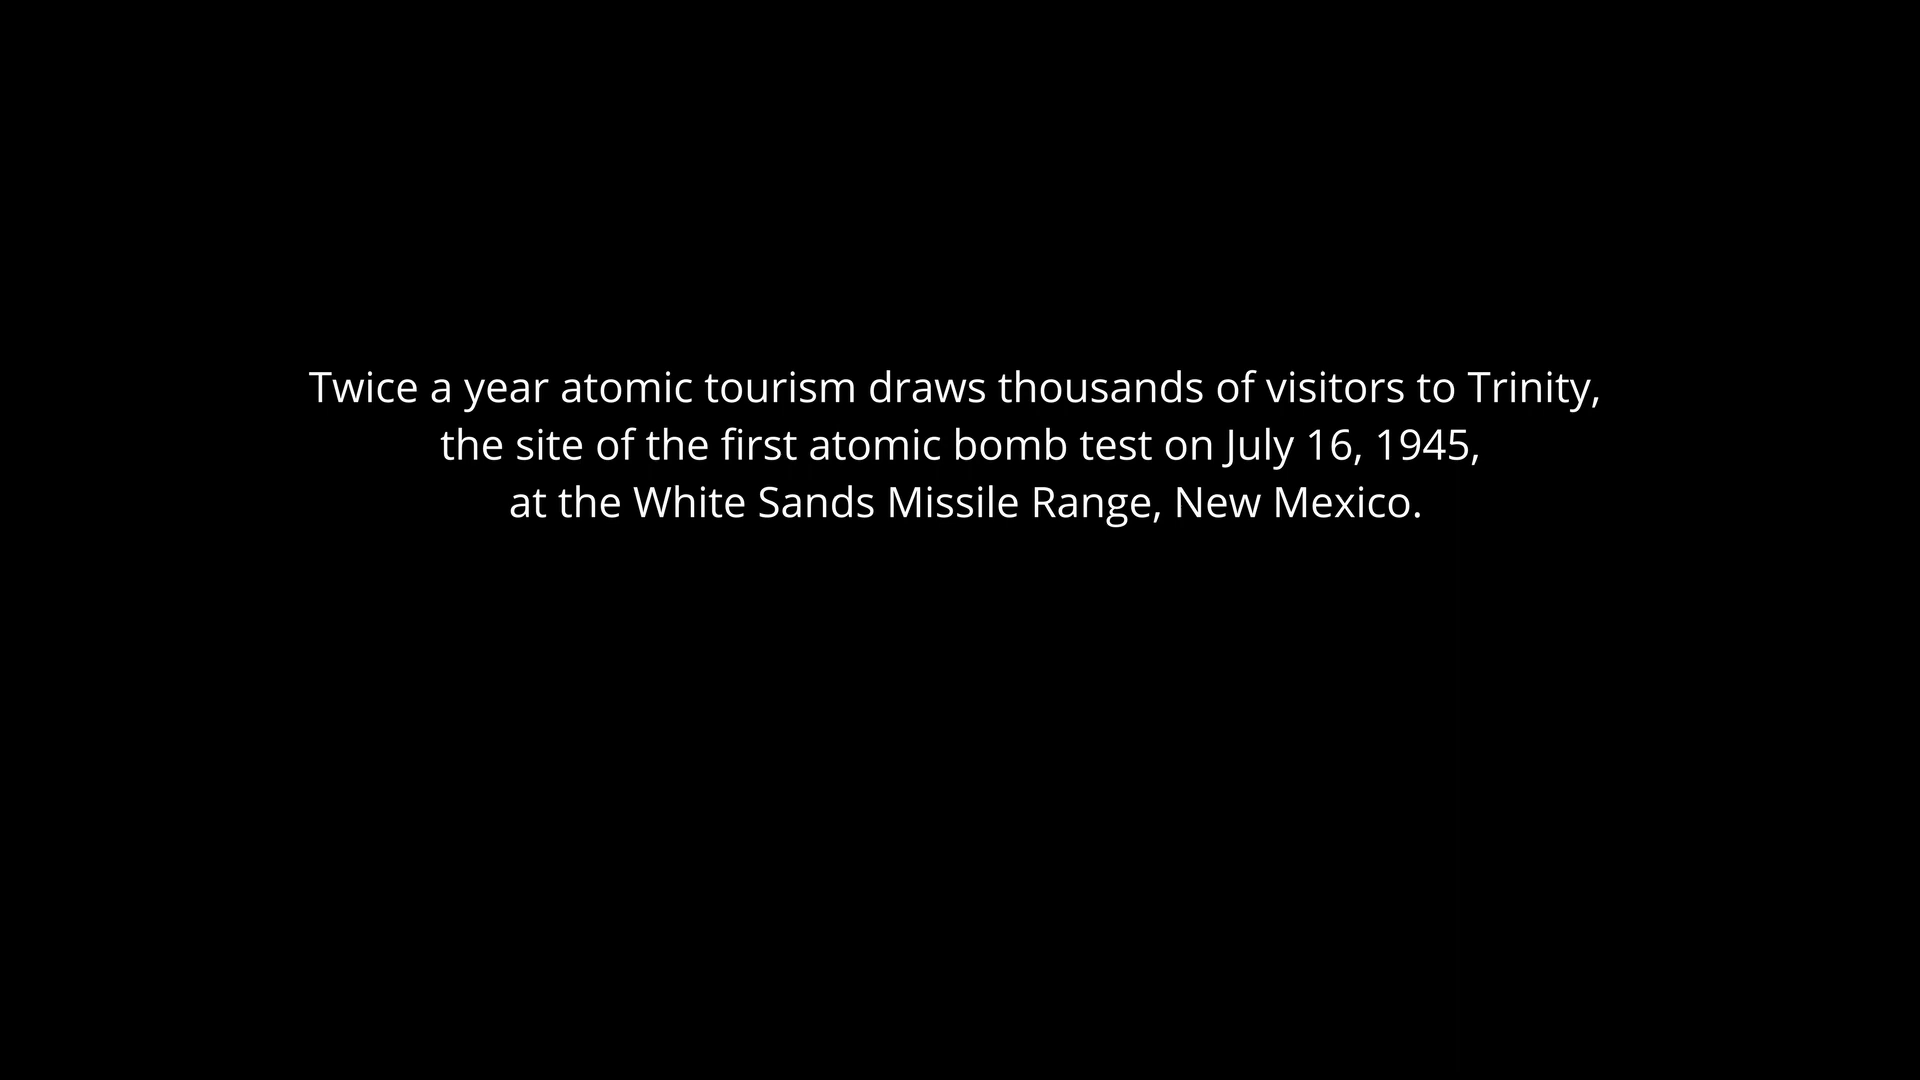 Twice a year atomic tourism draws thousands of visitors to Trinity,
the site of the first atomic bomb test on July 16, 1945,
at the White Sands Missile Range, New Mexico.